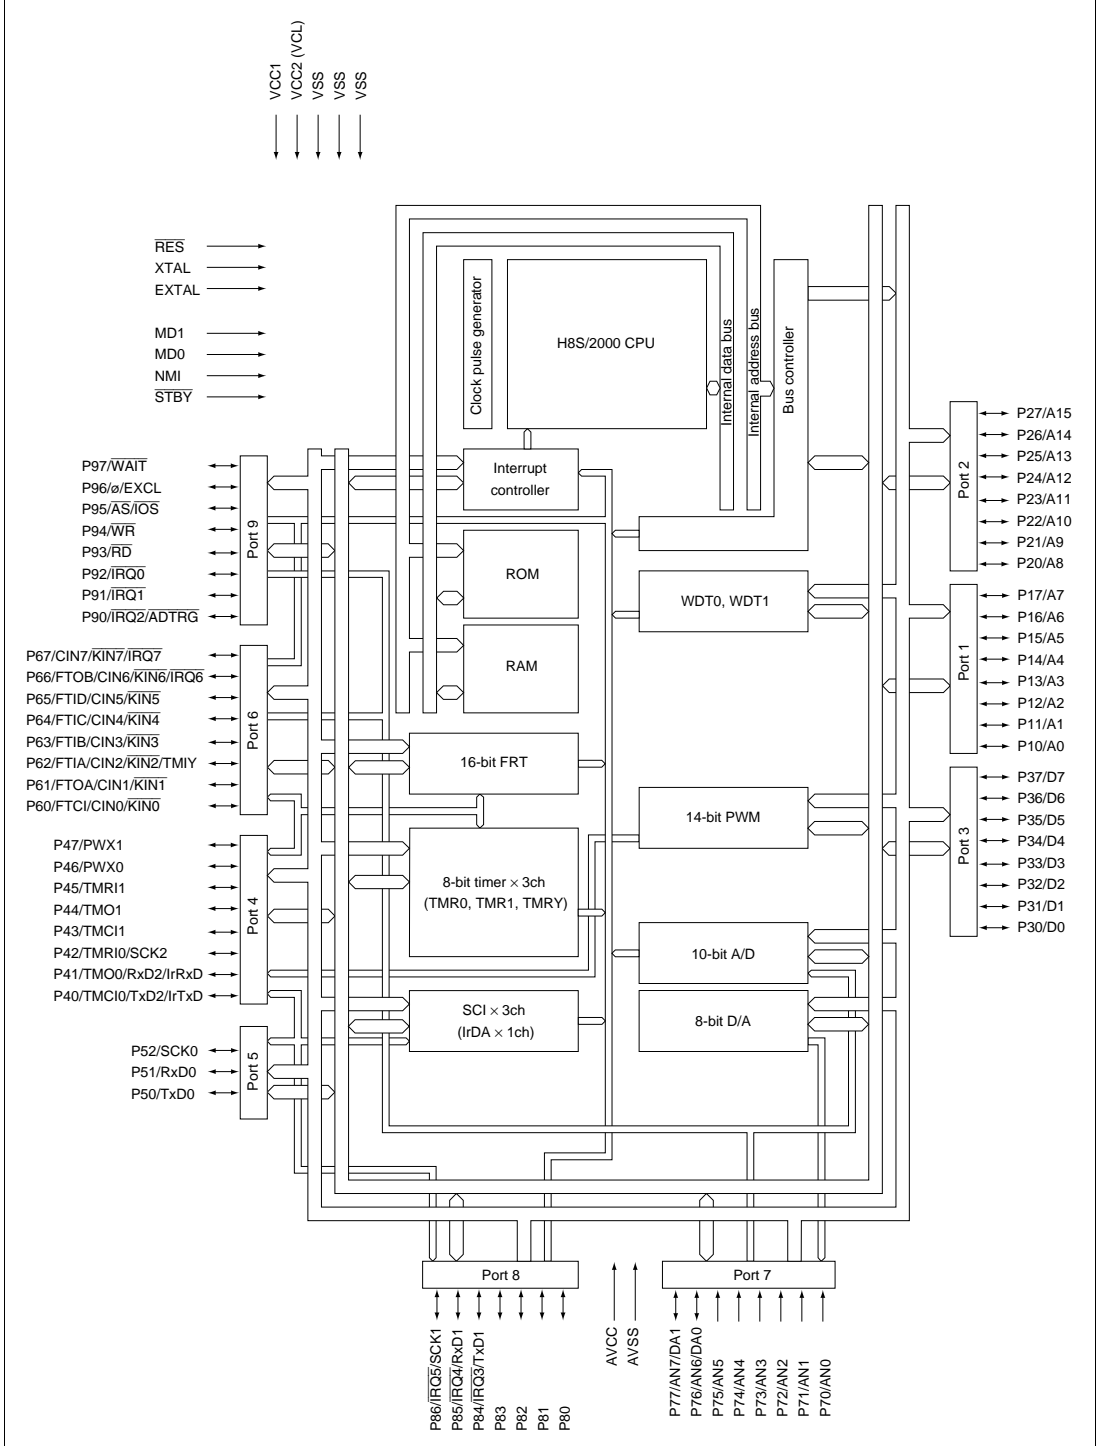 VCC1
VCC2 (VCL)
VSS
VSS
VSS
RES
XTAL
EXTAL
MD1
MD0
NMI
STBY
Clock pulse generator
H8S/2000 CPU
Internal data bus
Internal address bus
Bus controller
Interrupt
controller
ROM
RAM
WDT0, WDT1
16-bit FRT
14-bit PWM
8-bit timer × 3ch
(TMR0, TMR1, TMRY)
10-bit A/D
SCI × 3ch
(IrDA × 1ch)
8-bit D/A
P97/WAIT
P96/ø/EXCL
P95/AS/IOS
P94/WR
P93/RD
P92/IRQ0
P91/IRQ1
P90/IRQ2/ADTRG
Port 9
P67/CIN7/KIN7/IRQ7
P66/FTOB/CIN6/KIN6/IRQ6
P65/FTID/CIN5/KIN5
P64/FTIC/CIN4/KIN4
P63/FTIB/CIN3/KIN3
P62/FTIA/CIN2/KIN2/TMIY
P61/FTOA/CIN1/KIN1
P60/FTCI/CIN0/KIN0
Port 6
P47/PWX1
P46/PWX0
P45/TMRI1
P44/TMO1
P43/TMCI1
P42/TMRI0/SCK2
P41/TMO0/RxD2/IrRxD
P40/TMCI0/TxD2/IrTxD
Port 4
P52/SCK0
P51/RxD0
P50/TxD0
Port 5
Port 2
P27/A15
P26/A14
P25/A13
P24/A12
P23/A11
P22/A10
P21/A9
P20/A8
Port 1
P17/A7
P16/A6
P15/A5
P14/A4
P13/A3
P12/A2
P11/A1
P10/A0
Port 3
P37/D7
P36/D6
P35/D5
P34/D4
P33/D3
P32/D2
P31/D1
P30/D0
Port 8
P86/IRQ5/SCK1
P85/IRQ4/RxD1
P84/IRQ3/TxD1
P83
P82
P81
P80
AVCC
AVSS
Port 7
P77/AN7/DA1
P76/AN6/DA0
P75/AN5
P74/AN4
P73/AN3
P72/AN2
P71/AN1
P70/AN0